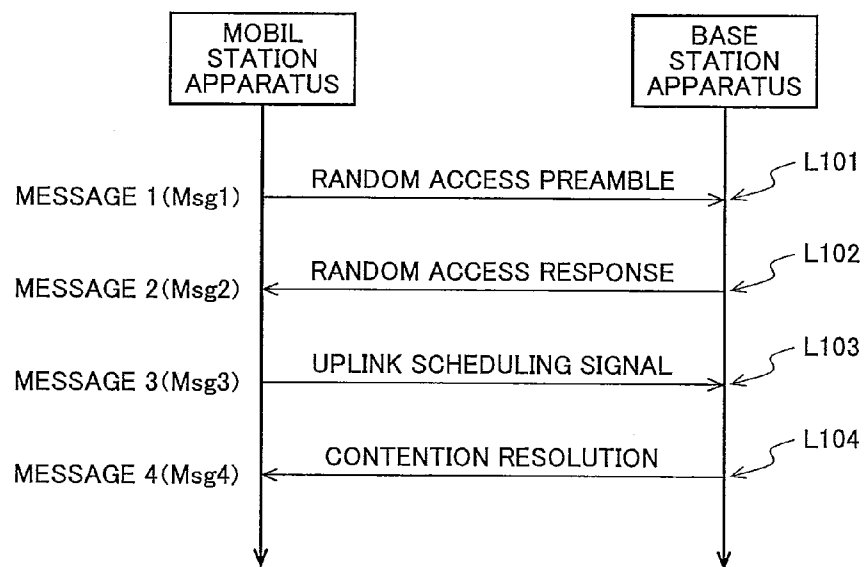 MOBIL
STATION
APPARATUS
BASE
STATION
APPARATUS
MESSAGE 1(Msg1)
RANDOM ACCESS PREAMBLE
L101
MESSAGE 2(Msg2)
RANDOM ACCESS RESPONSE
L102
MESSAGE 3(Msg3)
UPLINK SCHEDULING SIGNAL
L103
MESSAGE 4(Msg4)
CONTENTION RESOLUTION
L104